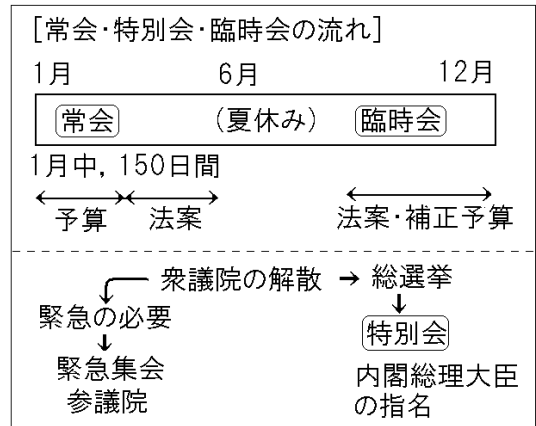 [常会・特別会・臨時会の流れ]
1月 6月 12月
常会 (夏休み) 臨時会
1月中, 150日間
予算 法案 法案・補正予算
衆議院の解散 → 総選挙
緊急の必要
特別会
緊急集会
参議院
内閣総理大臣
の指名